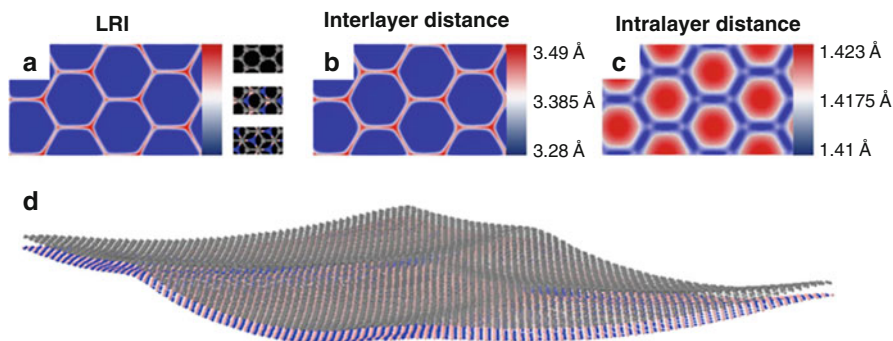 LRI
Interlayer distance
Intralayer distance
a
b
c
3.49 Å
3.385 Å
3.28 Å
1.423 Å
1.4175 Å
1.41 Å
d